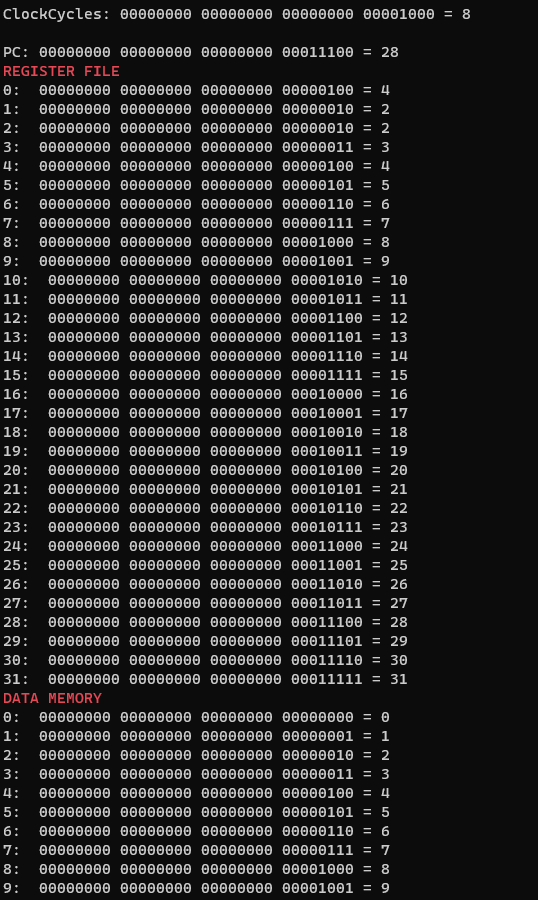 ClockCycles: 00000000 00000000 00000000 00001000 = 8
PC: 00000000 00000000 00000000 00011100 = 28
REGISTER FILE
0:  00000000 00000000 00000000 00000100 = 4
1:  00000000 00000000 00000000 00000010 = 2
2:  00000000 00000000 00000000 00000010 = 2
3:  00000000 00000000 00000000 00000011 = 3
4:  00000000 00000000 00000000 00000100 = 4
5:  00000000 00000000 00000000 00000101 = 5
6:  00000000 00000000 00000000 00000110 = 6
7:  00000000 00000000 00000000 00000111 = 7
8:  00000000 00000000 00000000 00001000 = 8
9:  00000000 00000000 00000000 00001001 = 9
10:  00000000 00000000 00000000 00001010 = 10
11:  00000000 00000000 00000000 00001011 = 11
12:  00000000 00000000 00000000 00001100 = 12
13:  00000000 00000000 00000000 00001101 = 13
14:  00000000 00000000 00000000 00001110 = 14
15:  00000000 00000000 00000000 00001111 = 15
16:  00000000 00000000 00000000 00010000 = 16
17:  00000000 00000000 00000000 00010001 = 17
18:  00000000 00000000 00000000 00010010 = 18
19:  00000000 00000000 00000000 00010011 = 19
20:  00000000 00000000 00000000 00010100 = 20
21:  00000000 00000000 00000000 00010101 = 21
22:  00000000 00000000 00000000 00010110 = 22
23:  00000000 00000000 00000000 00010111 = 23
24:  00000000 00000000 00000000 00011000 = 24
25:  00000000 00000000 00000000 00011001 = 25
26:  00000000 00000000 00000000 00011010 = 26
27:  00000000 00000000 00000000 00011011 = 27
28:  00000000 00000000 00000000 00011100 = 28
29:  00000000 00000000 00000000 00011101 = 29
30:  00000000 00000000 00000000 00011110 = 30
31:  00000000 00000000 00000000 00011111 = 31
DATA MEMORY
0:  00000000 00000000 00000000 00000000 = 0
1:  00000000 00000000 00000000 00000001 = 1
2:  00000000 00000000 00000000 00000010 = 2
3:  00000000 00000000 00000000 00000011 = 3
4:  00000000 00000000 00000000 00000100 = 4
5:  00000000 00000000 00000000 00000101 = 5
6:  00000000 00000000 00000000 00000110 = 6
7:  00000000 00000000 00000000 00000111 = 7
8:  00000000 00000000 00000000 00001000 = 8
9:  00000000 00000000 00000000 00001001 = 9